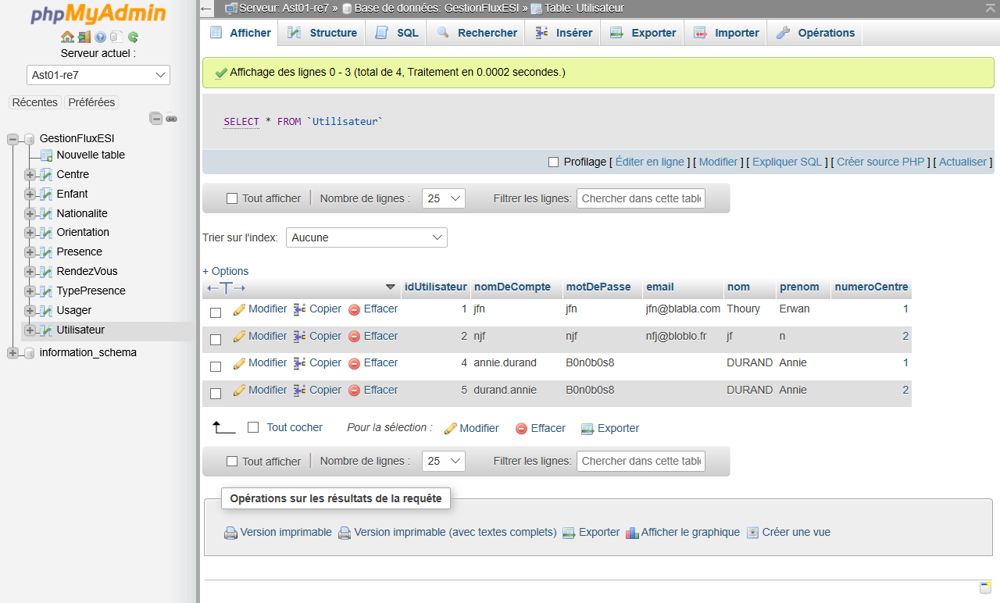 phpMyAdmin
Serveur actuel :
Ast01-re7
Récentes Préférées
GestionFluxESI
Nouvelle table
Centre
Enfant
Nationalite
Orientation
Presence
RendezVous
TypePresence
Usager
Utilisateur
information_schema
Serveur: Ast01-re7 » Base de données: GestionFluxESI » Table: Utilisateur
Afficher Structure SQL Rechercher Insérer Exporter Importer Opérations
Affichage des lignes 0 - 3 (total de 4, Traitement en 0.0002 secondes.)
SELECT * FROM `Utilisateur`
Profilage [ Éditer en ligne ] [ Modifier ] [ Expliquer SQL ] [ Créer source PHP ] [ Actualiser ]
Tout afficher Nombre de lignes : 25 Filtrer les lignes: Chercher dans cette table
Trier sur l'index: Aucune
+ Options
idUtilisateur nomDeCompte motDePasse email nom prenom numeroCentre
Modifier Copier Effacer 1 jfn jfn jfn@blabla.com Thoury Erwan 1
Modifier Copier Effacer 2 njf njf nfj@bloblo.fr jf n 2
Modifier Copier Effacer 4 annie.durand B0n0b0s8 DURAND Annie 1
Modifier Copier Effacer 5 durand.annie B0n0b0s8 DURAND Annie 2
Tout cocher Pour la sélection : Modifier Effacer Exporter
Tout afficher Nombre de lignes : 25 Filtrer les lignes: Chercher dans cette table
Opérations sur les résultats de la requête
Version imprimable Version imprimable (avec textes complets) Exporter Afficher le graphique Créer une vue